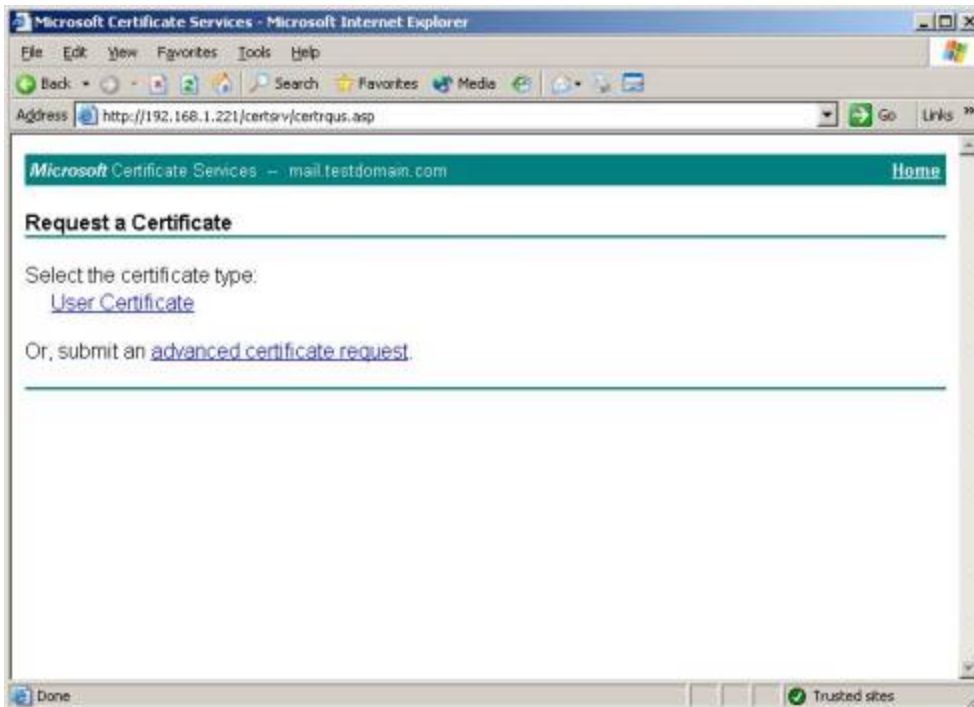 Microsoft Certificate Services - Microsoft Internet Explorer
File Edit View Favorites Tools Help
Back Search Favorites Media
Address http://192.168.1.221/certsrv/certrqus.asp Go Links »
Microsoft Certificate Services -- mail.testdomain.com Home
Request a Certificate
Select the certificate type:
User Certificate
Or, submit an advanced certificate request.
Done Trusted sites